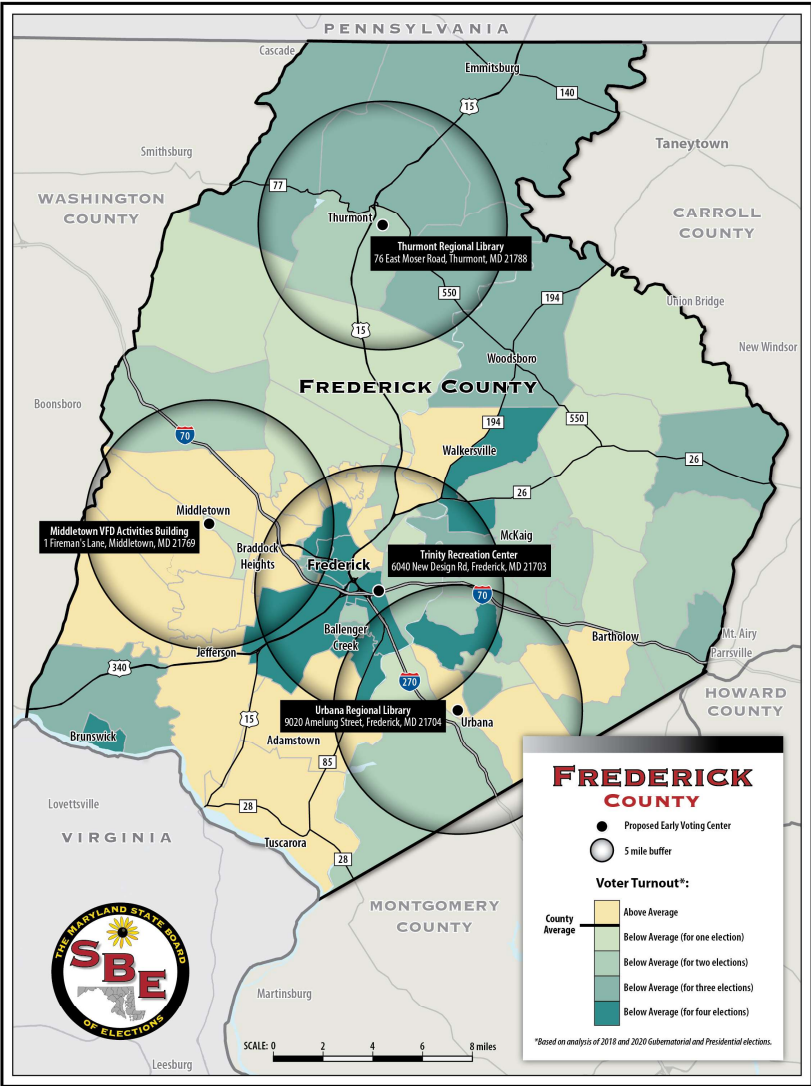 PENNSYLVANIA
Cascade
Emmitsburg
140
15
Smithsburg
Taneytown
77
WASHINGTON
COUNTY
CARROLL
COUNTY
Thurmont
Thurmont Regional Library
76 East Moser Road, Thurmont, MD 21788
550
194
Union Bridge
15
New Windsor
Woodsboro
FREDERICK COUNTY
Boonsboro
194
550
70
Walkersville
26
26
Middletown
Middletown VFD Activities Building
1 Fireman's Lane, Middletown, MD 21769
McKaig
Braddock
Heights
Frederick
Trinity Recreation Center
6040 New Design Rd, Frederick, MD 21703
70
Ballenger
Creek
Bartholow
Mt. Airy
Parrsville
Jefferson
340
270
HOWARD
COUNTY
Urbana Regional Library
9020 Amelung Street, Frederick, MD 21704
Urbana
15
Brunswick
Adamstown
85
Lovettsville
28
VIRGINIA
Tuscarora
28
MONTGOMERY
COUNTY
FREDERICK
COUNTY
Proposed Early Voting Center
5 mile buffer
Voter Turnout*:
County
Average
Above Average
Below Average (for one election)
Below Average (for two elections)
Below Average (for three elections)
Below Average (for four elections)
*Based on analysis of 2018 and 2020 Gubernatorial and Presidential elections.
THE MARYLAND STATE BOARD
SBE
OF ELECTIONS
Martinsburg
SCALE: 0 2 4 6 8 miles
Leesburg